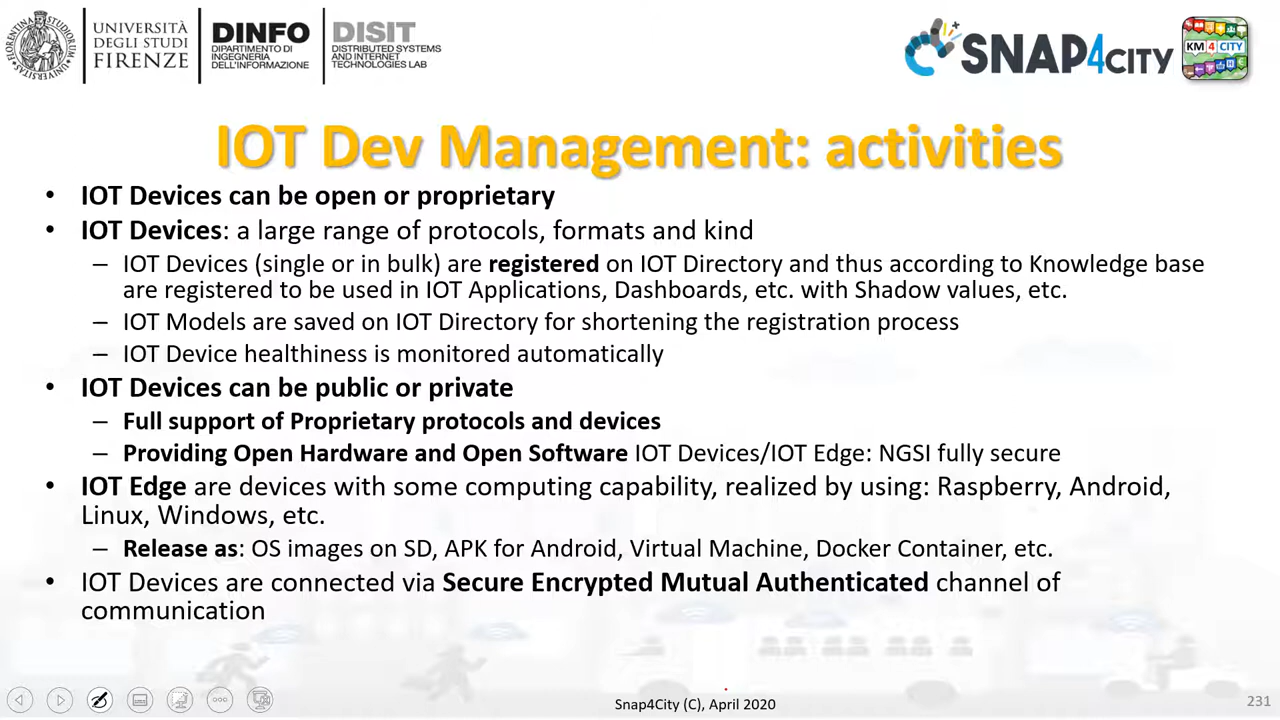 UNIVERSITÀ
DEGLI STUDI
FIRENZE
DINFO
DIPARTIMENTO DI
INGEGNERIA
DELL'INFORMAZIONE
DISIT
DISTRIBUTED SYSTEMS
AND INTERNET
TECHNOLOGIES LAB
SNAP4CITY
KM4CITY
IOT Dev Management: activities
• IOT Devices can be open or proprietary
• IOT Devices: a large range of protocols, formats and kind
– IOT Devices (single or in bulk) are registered on IOT Directory and thus according to Knowledge base
are registered to be used in IOT Applications, Dashboards, etc. with Shadow values, etc.
– IOT Models are saved on IOT Directory for shortening the registration process
– IOT Device healthiness is monitored automatically
• IOT Devices can be public or private
– Full support of Proprietary protocols and devices
– Providing Open Hardware and Open Software IOT Devices/IOT Edge: NGSI fully secure
• IOT Edge are devices with some computing capability, realized by using: Raspberry, Android,
Linux, Windows, etc.
– Release as: OS images on SD, APK for Android, Virtual Machine, Docker Container, etc.
• IOT Devices are connected via Secure Encrypted Mutual Authenticated channel of
communication
Snap4City (C), April 2020
231